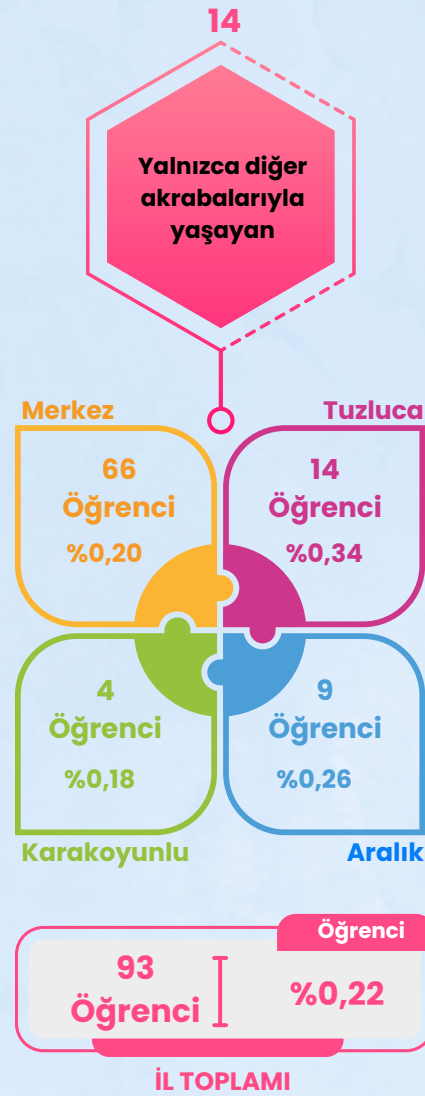 14
Yalnızca diğer
akrabalarıyla
yaşayan
Merkez
66
Öğrenci
%0,20
Tuzluca
14
Öğrenci
%0,34
4
Öğrenci
%0,18
Karakoyunlu
9
Öğrenci
%0,26
Aralık
Öğrenci
93
Öğrenci
%0,22
İL TOPLAMI